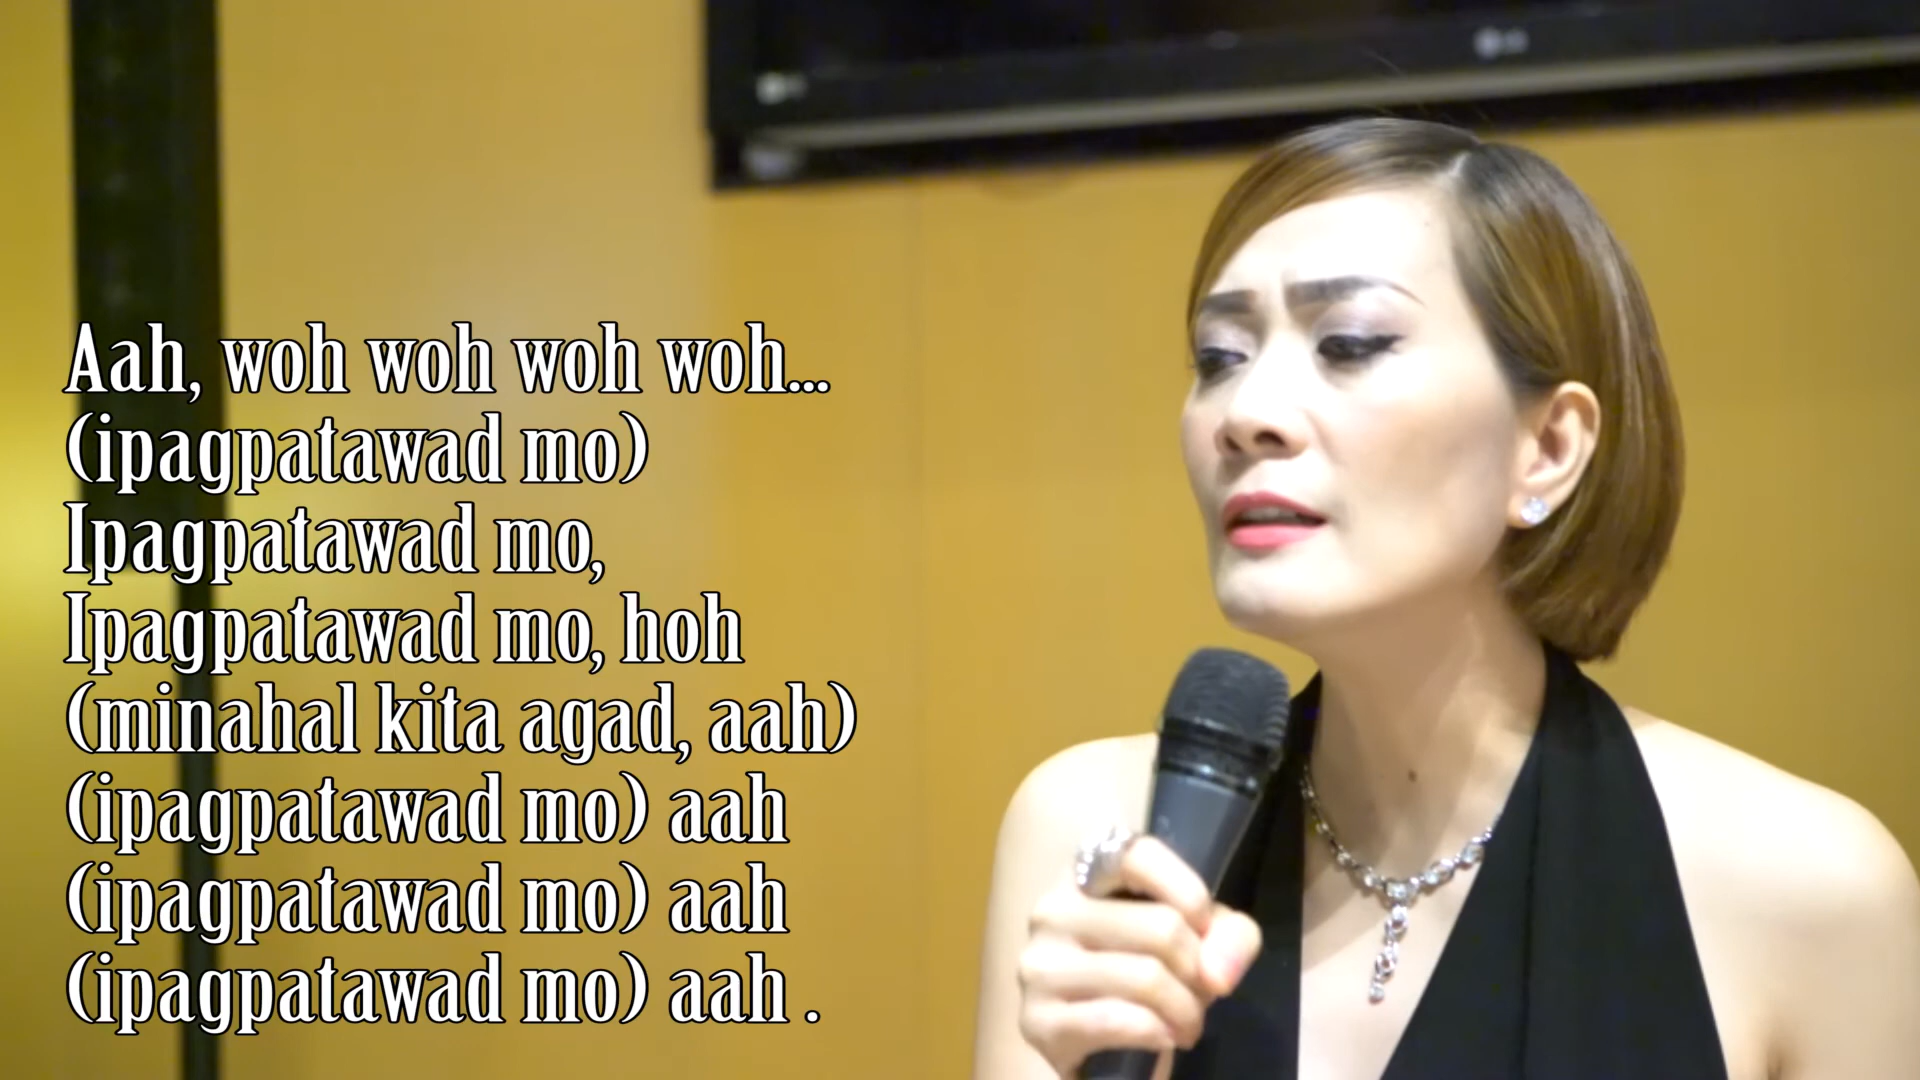 Aah, woh woh woh woh...
(ipagpatawad mo)
Ipagpatawad mo,
Ipagpatawad mo, hoh
(minahal kita agad, aah)
(ipagpatawad mo) aah
(ipagpatawad mo) aah
(ipagpatawad mo) aah .